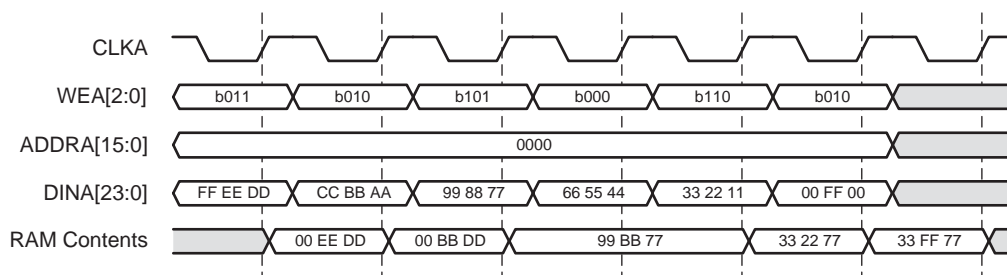 CLKA
WEA[2:0] b011 b010 b101 b000 b110 b010
ADDRA[15:0] 0000
DINA[23:0] FF EE DD CC BB AA 99 88 77 66 55 44 33 22 11 00 FF 00
RAM Contents 00 EE DD 00 BB DD 99 BB 77 33 22 77 33 FF 77